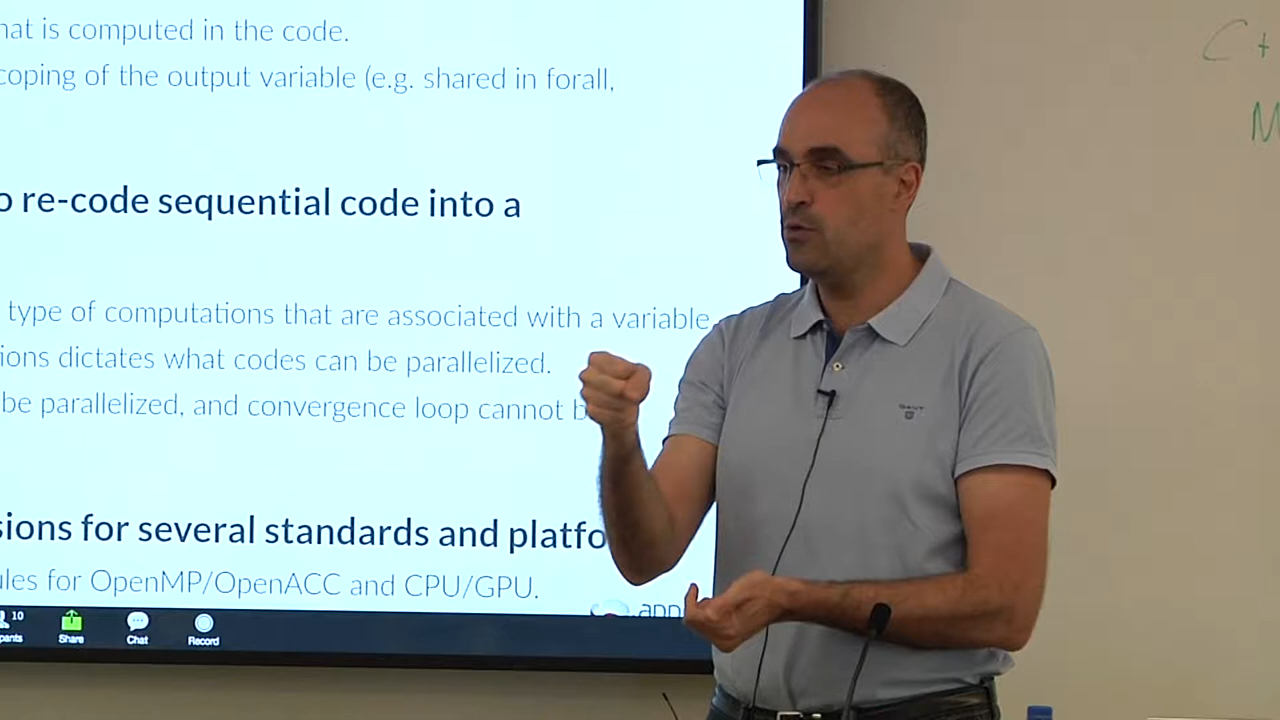 hat is computed in the code.
coping of the output variable (e.g. shared in forall,
o re-code sequential code into a
type of computations that are associated with a variable
ions dictates what codes can be parallelized.
be parallelized, and convergence loop cannot b
sions for several standards and platfo
ules for OpenMP/OpenACC and CPU/GPU.
app
10
pants Share Chat Record
GANT
C +
M